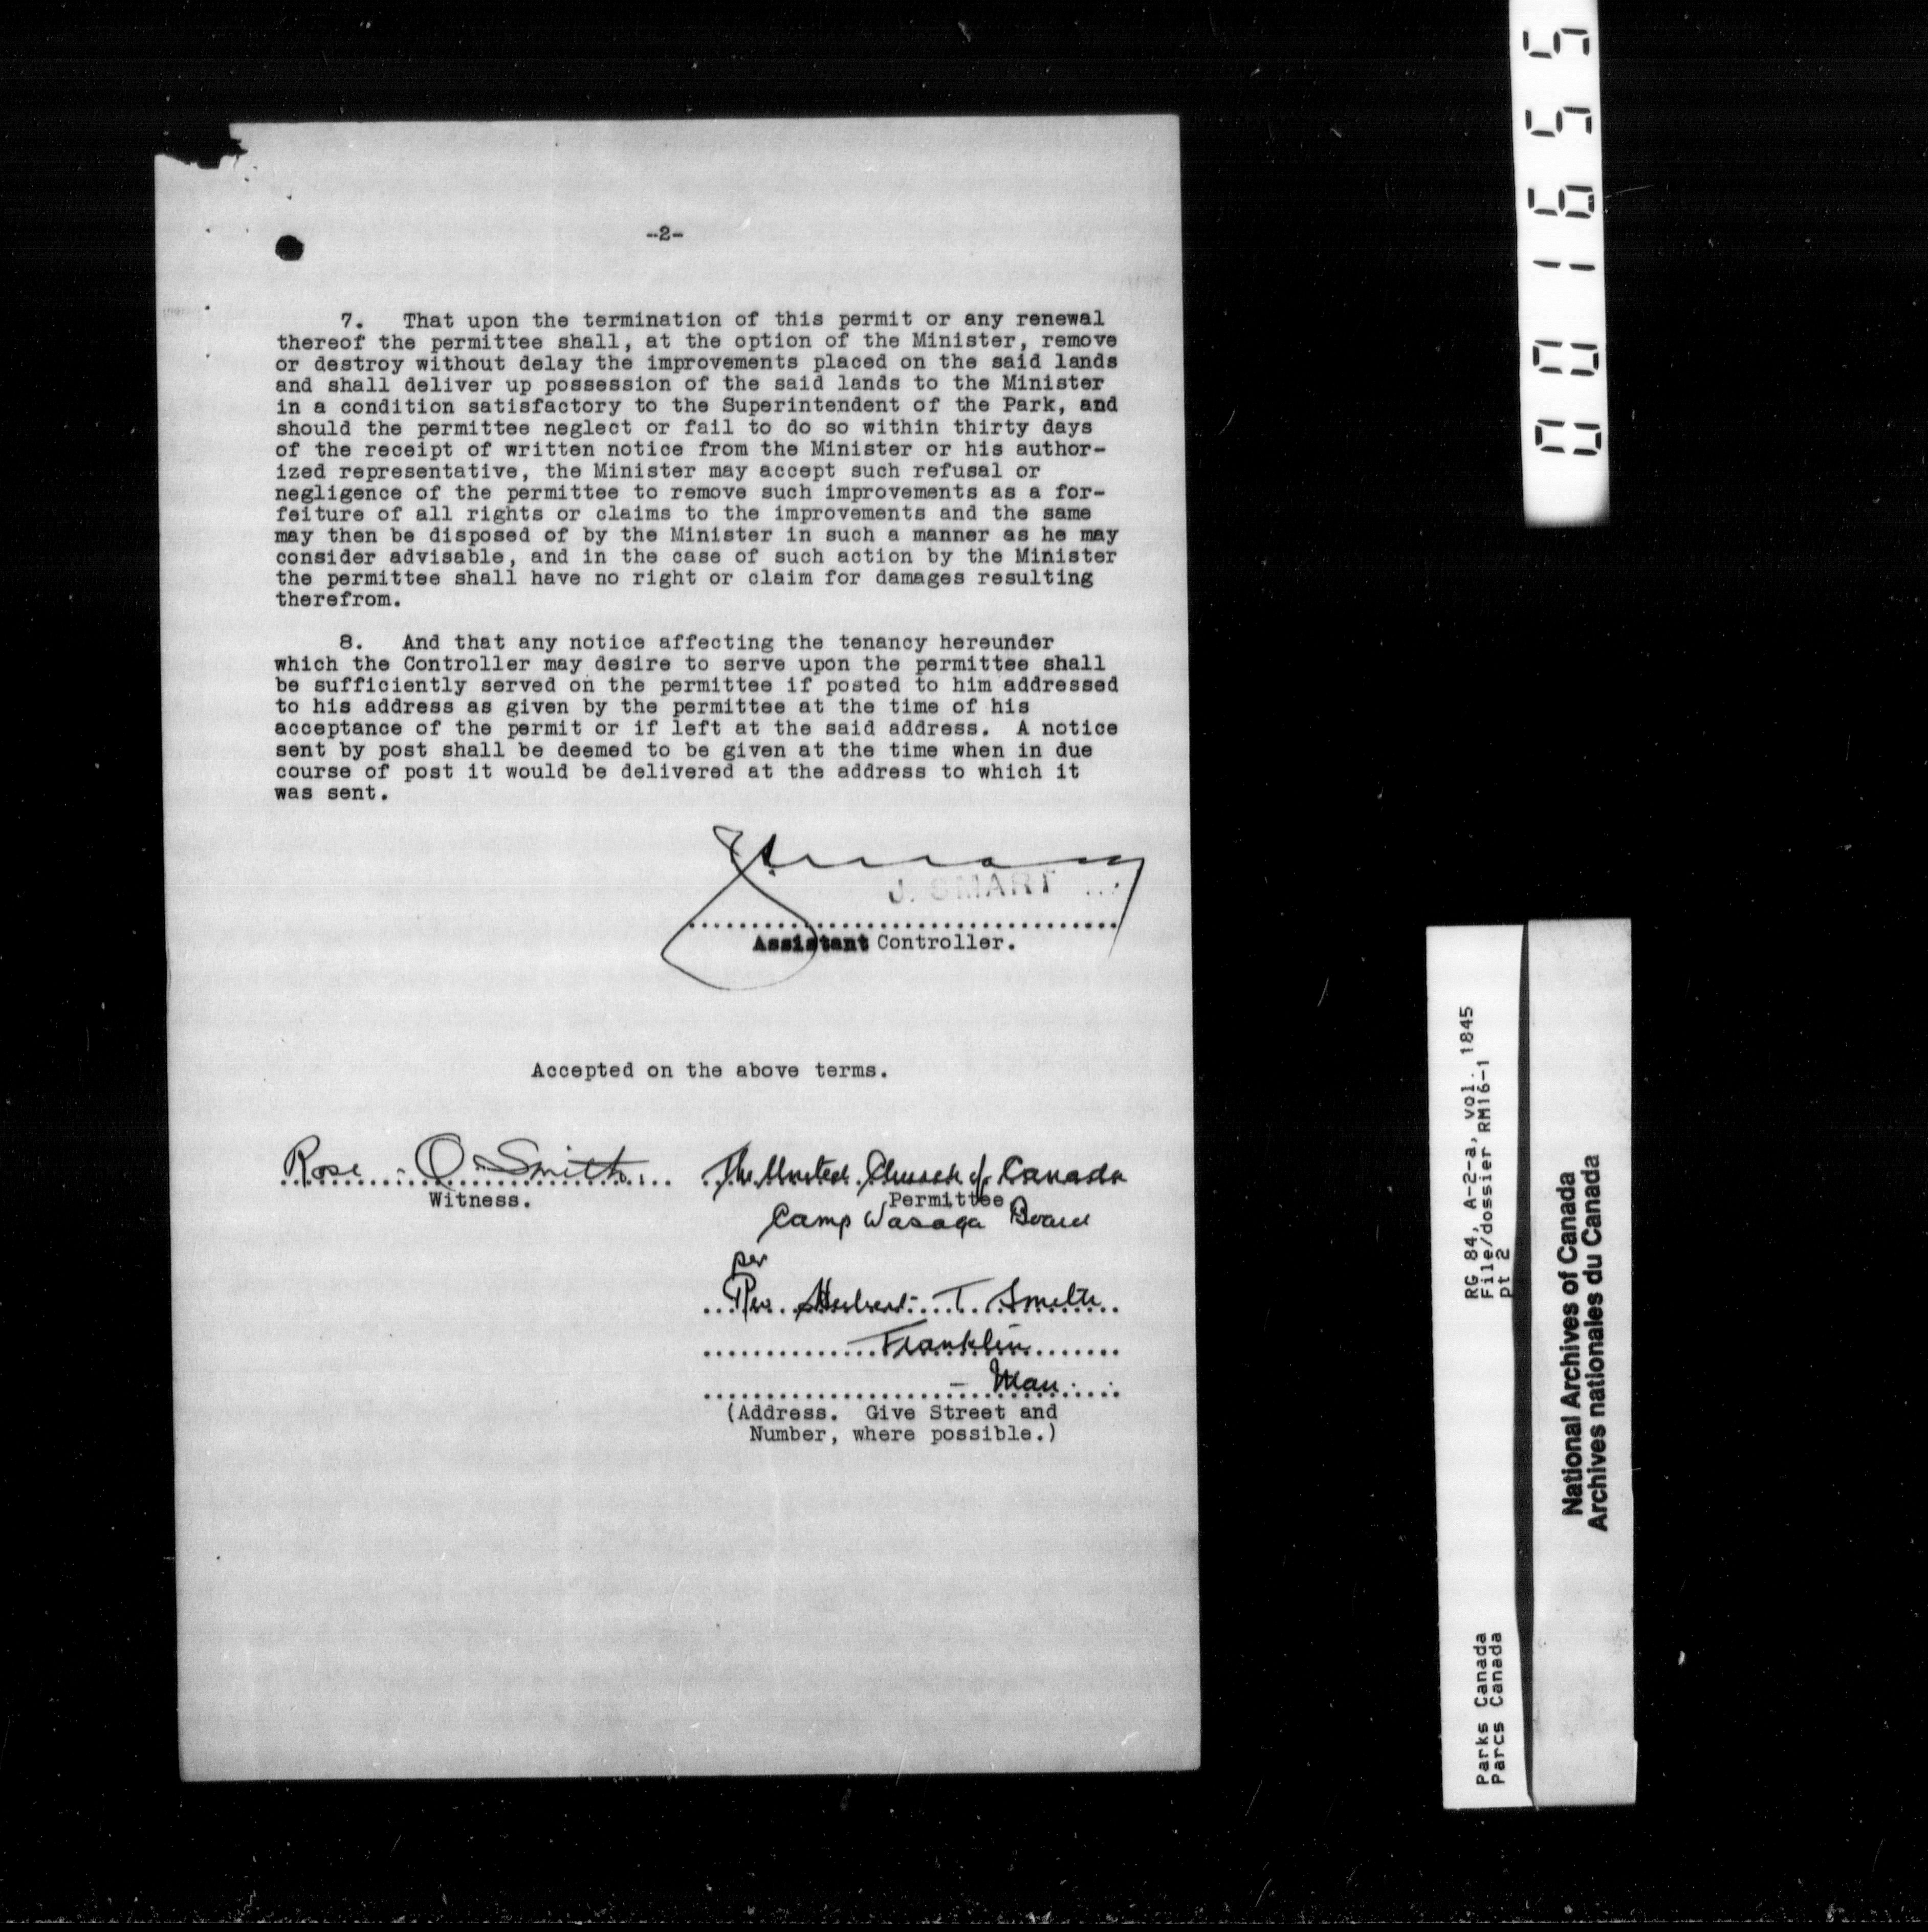 --2-
7. That upon the termination of this permit or any renewal
thereof the permittee shall, at the option of the Minister, remove
or destroy without delay the improvements placed on the said lands
and shall deliver up possession of the said lands to the Minister
in a condition satisfactory to the Superintendent of the Park, and
should the permittee neglect or fail to do so within thirty days
of the receipt of written notice from the Minister or his author-
ized representative, the Minister may accept such refusal or
negligence of the permittee to remove such improvements as a for-
feiture of all rights or claims to the improvements and the same
may then be disposed of by the Minister in such a manner as he may
consider advisable, and in the case of such action by the Minister
the permittee shall have no right or claim for damages resulting
therefrom.
8. And that any notice affecting the tenancy hereunder
which the Controller may desire to serve upon the permittee shall
be sufficiently served on the permittee if posted to him addressed
to his address as given by the permittee at the time of his
acceptance of the permit or if left at the said address. A notice
sent by post shall be deemed to be given at the time when in due
course of post it would be delivered at the address to which it
was sent.
J. SMART
Assistant Controller.
Accepted on the above terms.
Rose O. Smith
Witness.
The United Church of Canada
Permittee
Camp Wasaga Board
per
Per Herbert T. Smith
Franklin
- Man.
(Address. Give Street and
Number, where possible.)
001655
RG 84, A-2-a, vol. 1845
File/dossier RM16-1
pt 2
Parks Canada
Parcs Canada
National Archives of Canada
Archives nationales du Canada